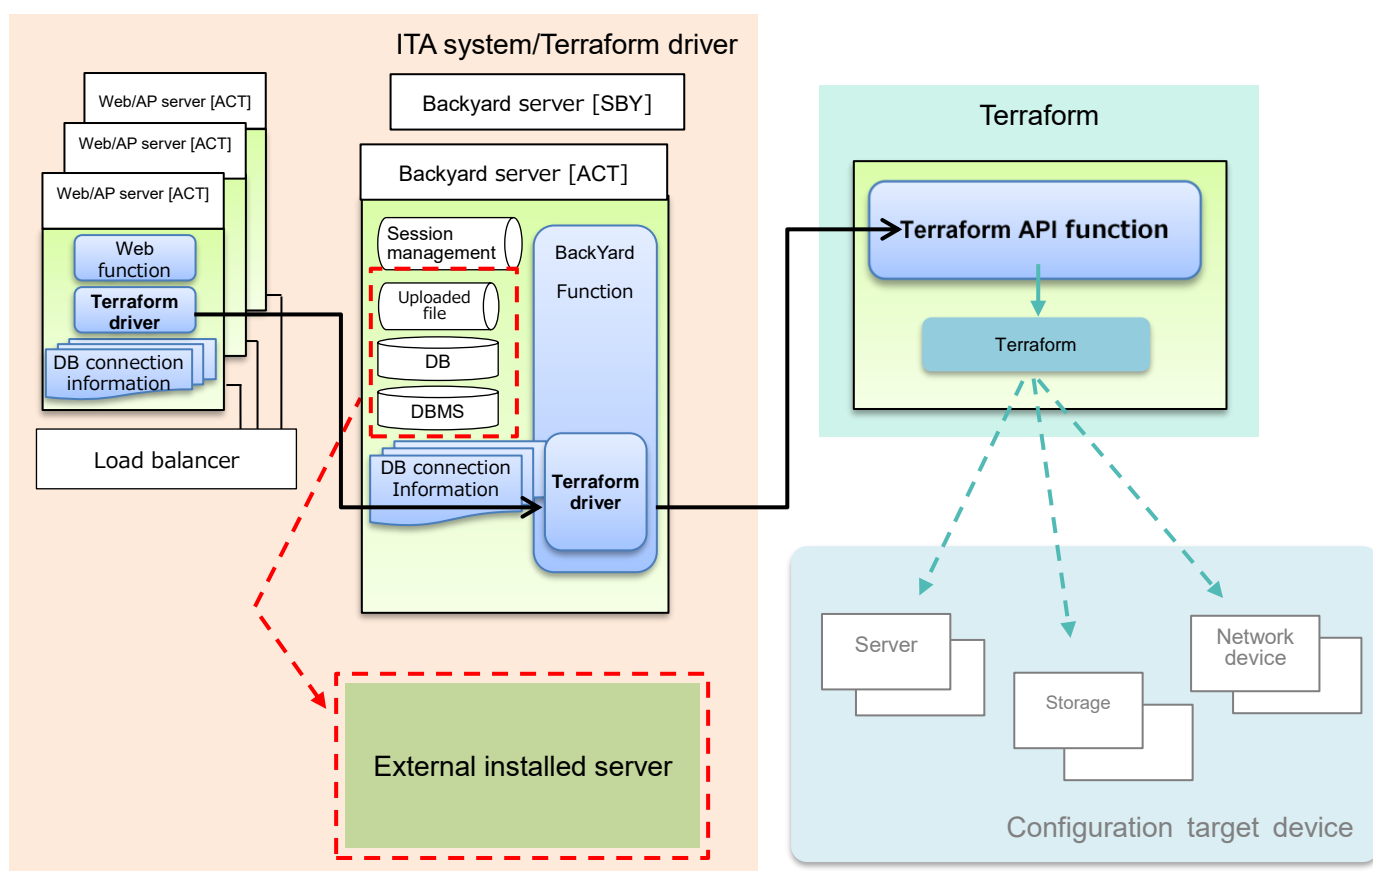 ITA system/Terraform driver
Web/AP server [ACT]
Web/AP server [ACT]
Web/AP server [ACT]
Web
function
Terraform
driver
DB connection
information
Load balancer
Backyard server [SBY]
Backyard server [ACT]
Session
management
Uploaded
file
DB
DBMS
DB connection
Information
BackYard
Function
Terraform
driver
External installed server
Terraform
Terraform API function
Terraform
Server
Storage
Network
device
Configuration target device